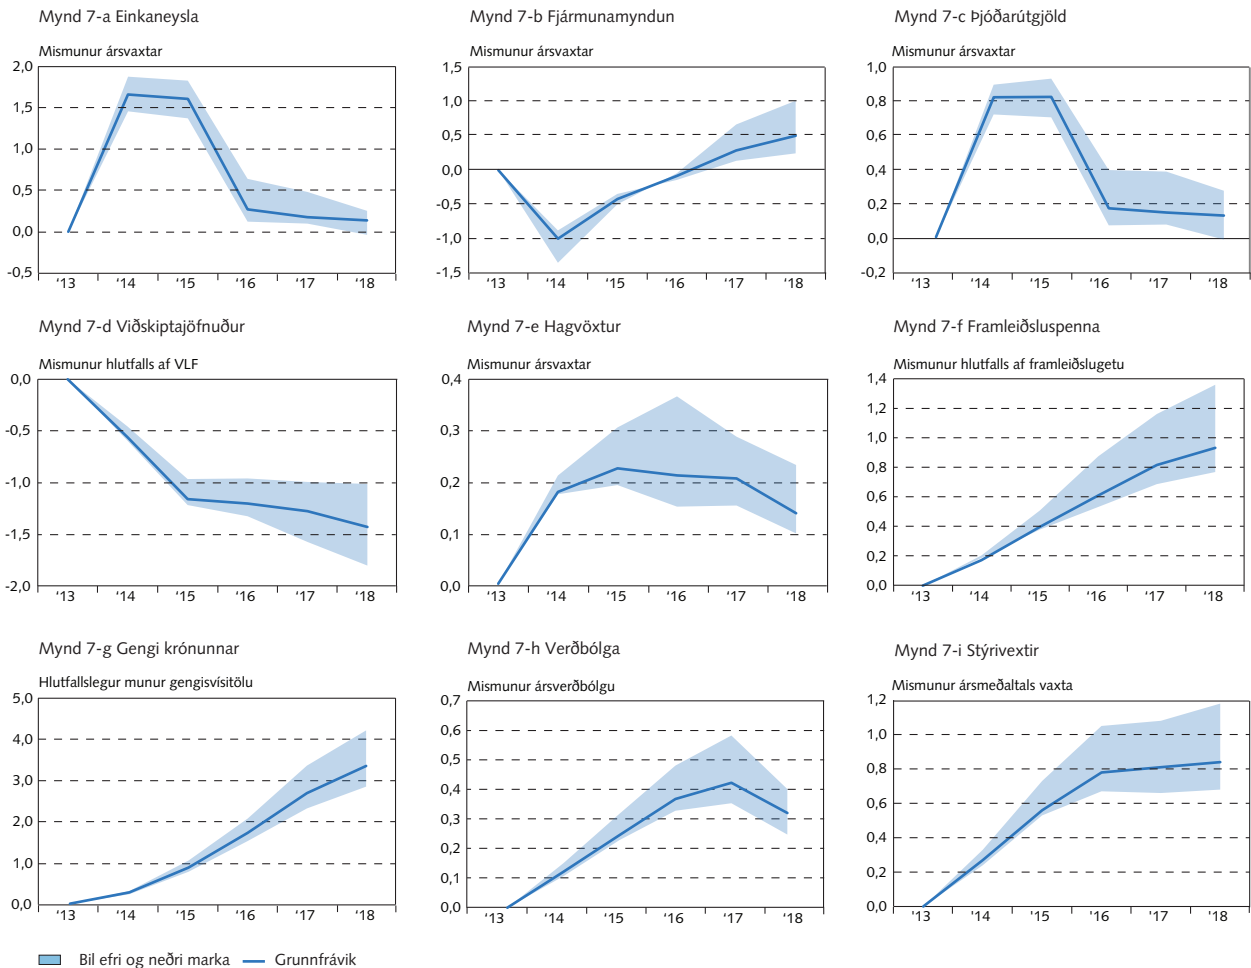 Mynd 7-a Einkaneysla
Mismunur ársvaxtar
2,0
1,5
1,0
0,5
0,0
-0,5
‘13 ‘14 ‘15 ‘16 ‘17 ‘18
Mynd 7-b Fjármunamyndun
Mismunur ársvaxtar
1,5
1,0
0,5
0,0
-0,5
-1,0
-1,5
‘13 ‘14 ‘15 ‘16 ‘17 ‘18
Mynd 7-c Þjóðarútgjöld
Mismunur ársvaxtar
1,0
0,8
0,6
0,4
0,2
0,0
-0,2
‘13 ‘14 ‘15 ‘16 ‘17 ‘18
Mynd 7-d Viðskiptajöfnuður
Mismunur hlutfalls af VLF
0,0
-0,5
-1,0
-1,5
-2,0
‘13 ‘14 ‘15 ‘16 ‘17 ‘18
Mynd 7-e Hagvöxtur
Mismunur ársvaxtar
0,4
0,3
0,2
0,1
0,0
‘13 ‘14 ‘15 ‘16 ‘17 ‘18
Mynd 7-f Framleiðsluspenna
Mismunur hlutfalls af framleiðslugetu
1,4
1,2
1,0
0,8
0,6
0,4
0,2
0,0
‘13 ‘14 ‘15 ‘16 ‘17 ‘18
Mynd 7-g Gengi krónunnar
Hlutfallslegur munur gengisvísitölu
5,0
4,0
3,0
2,0
1,0
0,0
‘13 ‘14 ‘15 ‘16 ‘17 ‘18
Mynd 7-h Verðbólga
Mismunur ársverðbólgu
0,7
0,6
0,5
0,4
0,3
0,2
0,1
0,0
‘13 ‘14 ‘15 ‘16 ‘17 ‘18
Mynd 7-i Stýrivextir
Mismunur ársmeðaltals vaxta
1,2
1,0
0,8
0,6
0,4
0,2
0,0
‘13 ‘14 ‘15 ‘16 ‘17 ‘18
Bil efri og neðri marka Grunnfrávik